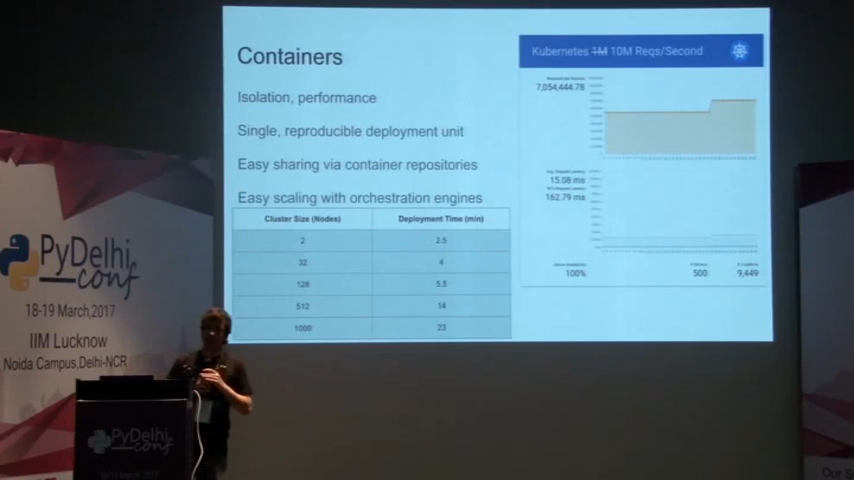 Containers
Isolation, performance
Single, reproducible deployment unit
Easy sharing via container repositories
Easy scaling with orchestration engines
Cluster Size (Nodes) Deployment Time (min)
2 2.5
32 4
128 5.5
512 14
1000 23
Kubernetes 1M 10M Reqs/Second
7,054,444.78
15.08 ms
162.79 ms
100% 500 9,449
PyDelhi
conf
18-19 March,2017
IIM Lucknow
Noida Campus,Delhi-NCR
PyDelhi
conf
Our